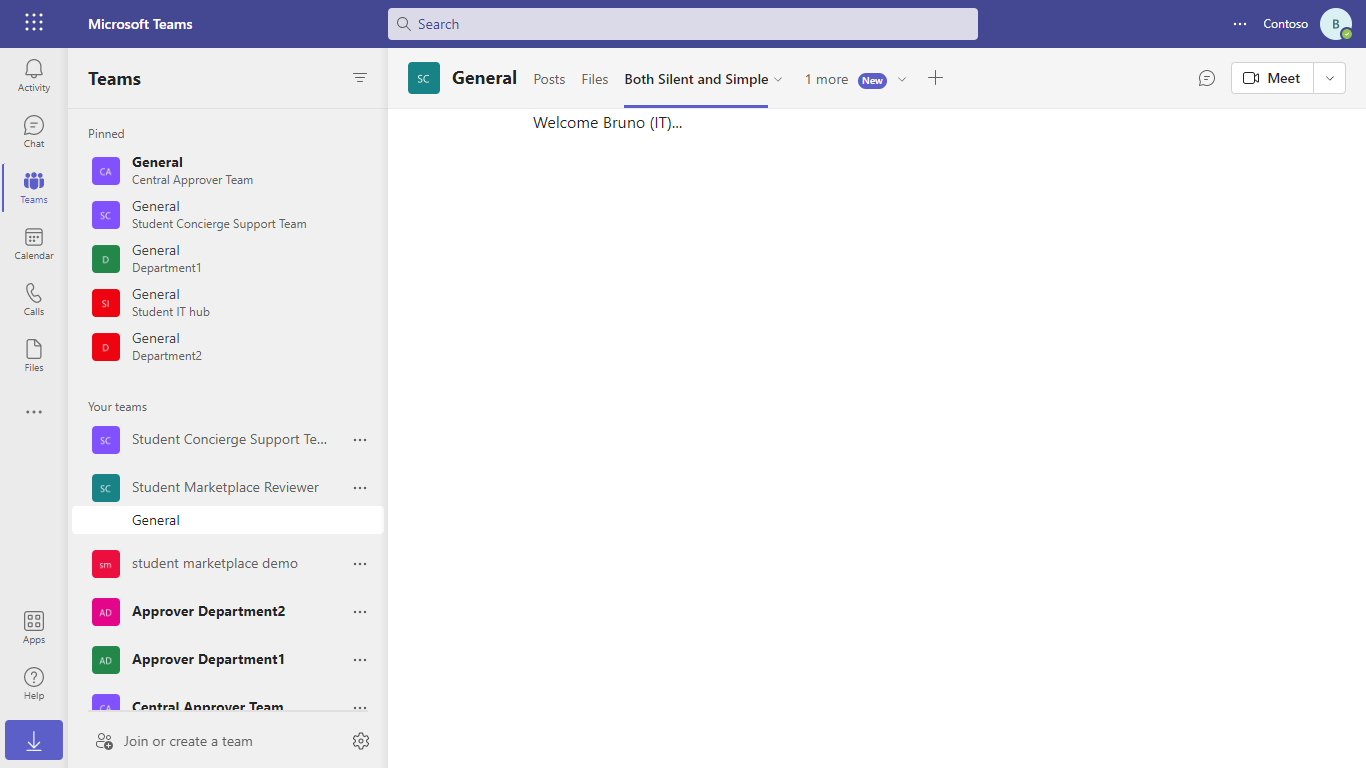 Microsoft Teams
Search
Contoso
B
Activity
Chat
Teams
Calendar
Calls
Files
Apps
Help
Teams
Pinned
CA General
Central Approver Team
SC General
Student Concierge Support Team
D General
Department1
SI General
Student IT hub
D General
Department2
Your teams
SC Student Concierge Support Te...
SC Student Marketplace Reviewer
General
sm student marketplace demo
AD Approver Department2
AD Approver Department1
CA Central Approver Team
Join or create a team
SC General Posts Files Both Silent and Simple 1 more New
Meet
Welcome Bruno (IT)...